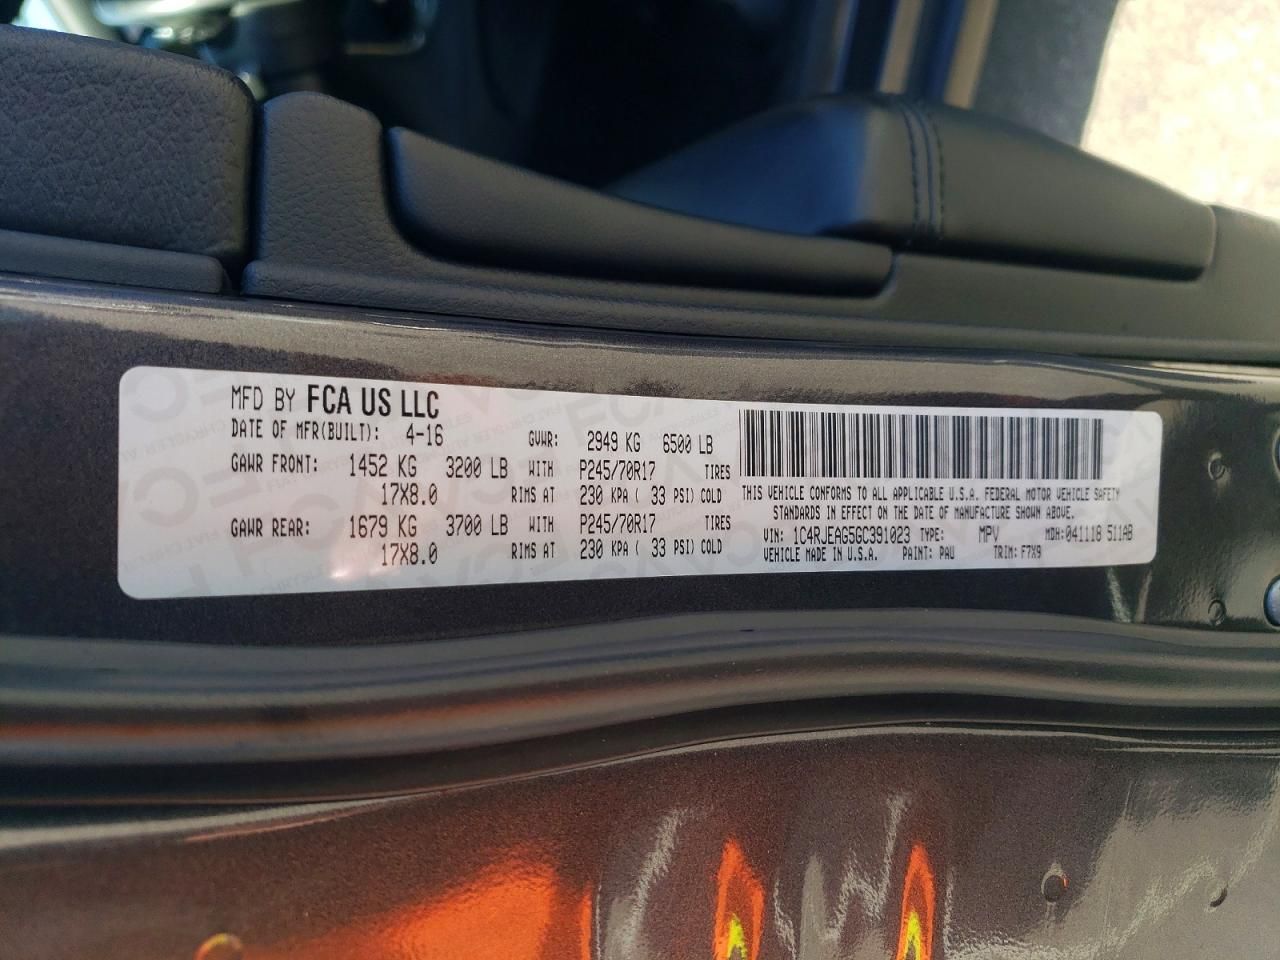 MFD BY FCA US LLC
DATE OF MFR(BUILT): 4-16 GVWR: 2949 KG 6500 LB
GAWR FRONT: 1452 KG 3200 LB WITH P245/70R17 TIRES
17X8.0 RIMS AT 230 KPA ( 33 PSI) COLD
GAWR REAR: 1679 KG 3700 LB WITH P245/70R17 TIRES
17X8.0 RIMS AT 230 KPA ( 33 PSI) COLD
THIS VEHICLE CONFORMS TO ALL APPLICABLE U.S.A. FEDERAL MOTOR VEHICLE SAFETY
STANDARDS IN EFFECT ON THE DATE OF MANUFACTURE SHOWN ABOVE.
VIN: 1C4RJEAG5GC391023 TYPE: MPV MDH: 041118 511AB
VEHICLE MADE IN U.S.A. PAINT: PAU TRIM: F7X9